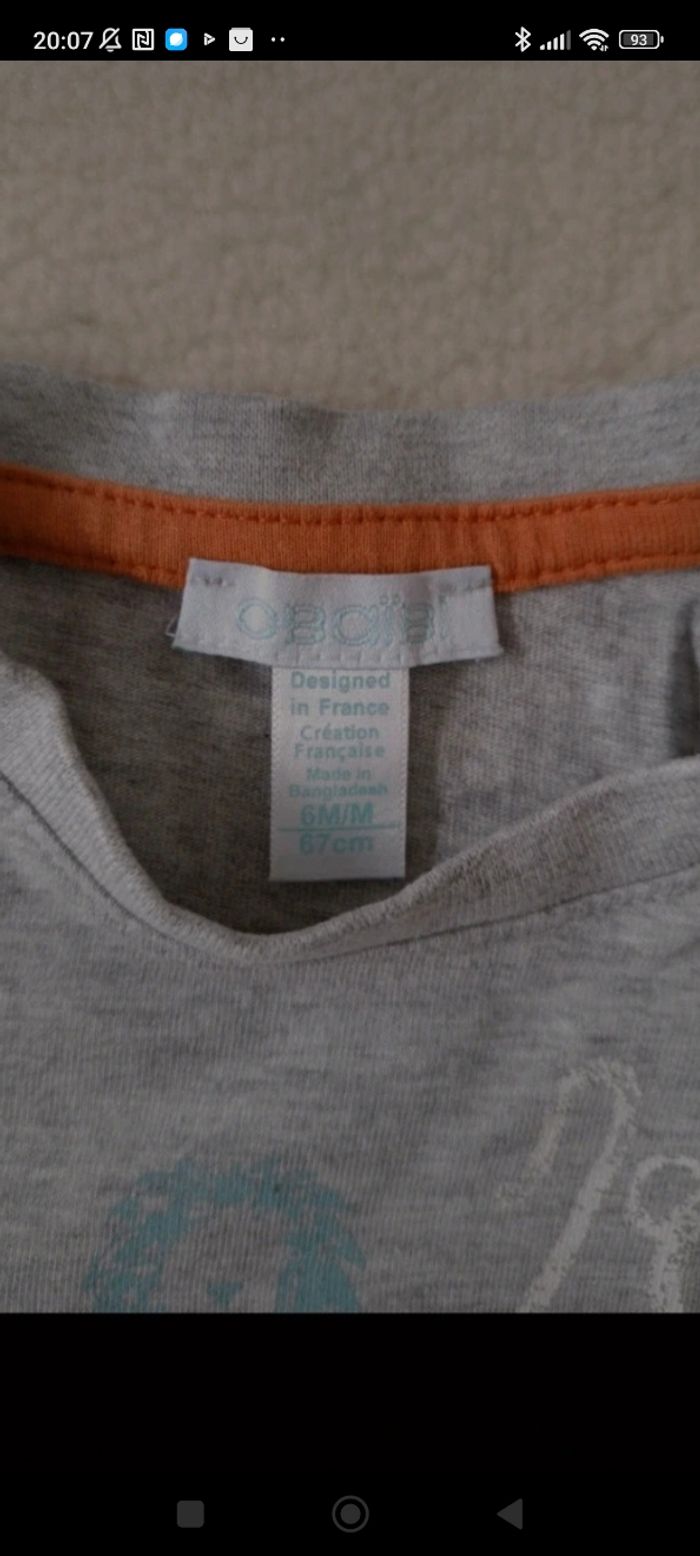 20:07
93
obaïbi
Designed
in France
Création
Française
Made in
Bangladesh
6M/M
67cm